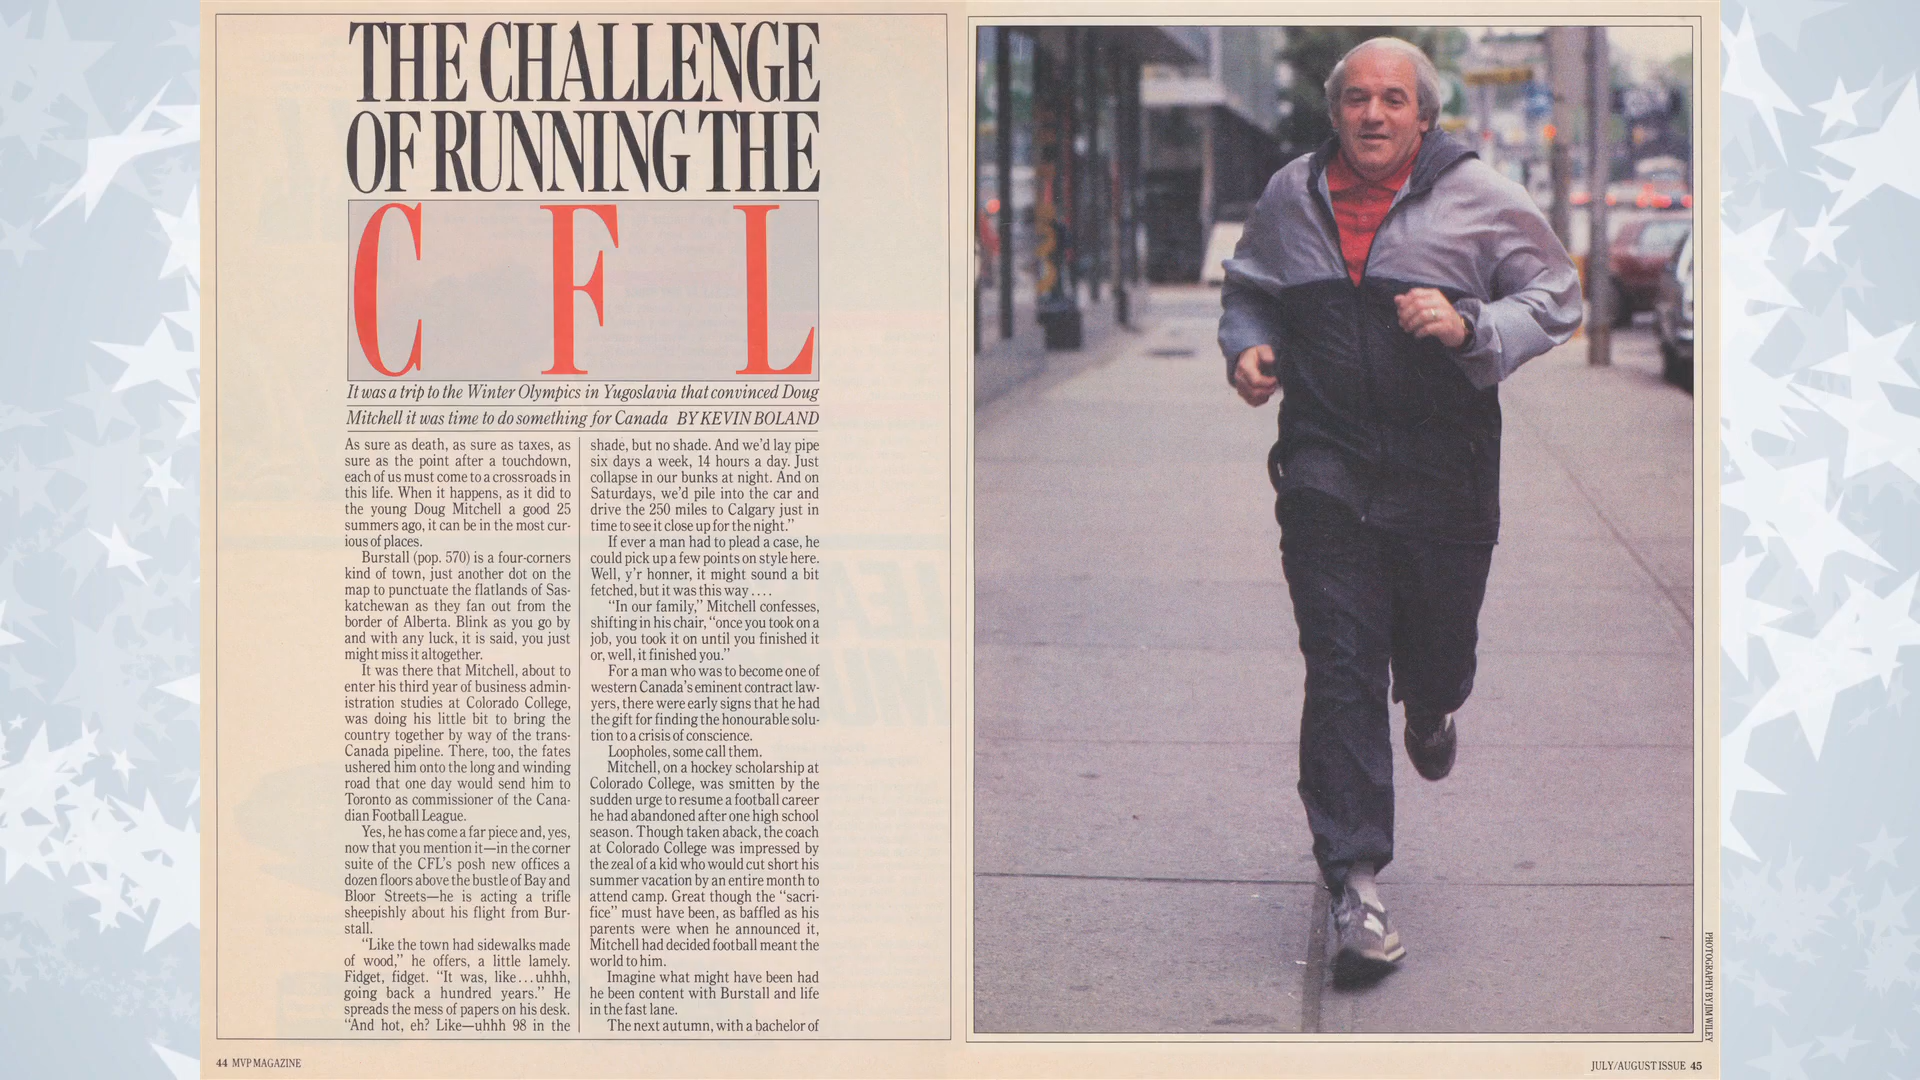 THE CHALLENGE
OF RUNNING THE
C F L
It was a trip to the Winter Olympics in Yugoslavia that convinced Doug
Mitchell it was time to do something for Canada BY KEVIN BOLAND
As sure as death, as sure as taxes, as
sure as the point after a touchdown,
each of us must come to a crossroads in
this life. When it happens, as it did to
the young Doug Mitchell a good 25
summers ago, it can be in the most cur-
ious of places.
Burstall (pop. 570) is a four-corners
kind of town, just another dot on the
map to punctuate the flatlands of Sas-
katchewan as they fan out from the
border of Alberta. Blink as you go by
and with any luck, it is said, you just
might miss it altogether.
It was there that Mitchell, about to
enter his third year of business admin-
istration studies at Colorado College,
was doing his little bit to bring the
country together by way of the trans-
Canada pipeline. There, too, the fates
ushered him onto the long and winding
road that one day would send him to
Toronto as commissioner of the Cana-
dian Football League.
Yes, he has come a far piece and, yes,
now that you mention it—in the corner
suite of the CFL's posh new offices a
dozen floors above the bustle of Bay and
Bloor Streets—he is acting a trifle
sheepishly about his flight from Bur-
stall.
"Like the town had sidewalks made
of wood," he offers, a little lamely.
Fidget, fidget. "It was, like...uhhh,
going back a hundred years." He
spreads the mess of papers on his desk.
"And hot, eh? Like—uhhh 98 in the
shade, but no shade. And we'd lay pipe
six days a week, 14 hours a day. Just
collapse in our bunks at night. And on
Saturdays, we'd pile into the car and
drive the 250 miles to Calgary just in
time to see it close up for the night."
If ever a man had to plead a case, he
could pick up a few points on style here.
Well, y'r honner, it might sound a bit
fetched, but it was this way....
"In our family," Mitchell confesses,
shifting in his chair, "once you took on a
job, you took it on until you finished it
or, well, it finished you."
For a man who was to become one of
western Canada's eminent contract law-
yers, there were early signs that he had
the gift for finding the honourable solu-
tion to a crisis of conscience.
Loopholes, some call them.
Mitchell, on a hockey scholarship at
Colorado College, was smitten by the
sudden urge to resume a football career
he had abandoned after one high school
season. Though taken aback, the coach
at Colorado College was impressed by
the zeal of a kid who would cut short his
summer vacation by an entire month to
attend camp. Great though the "sacri-
fice" must have been, as baffled as his
parents were when he announced it,
Mitchell had decided football meant the
world to him.
Imagine what might have been had
he been content with Burstall and life
in the fast lane.
The next autumn, with a bachelor of
44 MVP MAGAZINE
PHOTOGRAPHY BY JIM WILEY
JULY/AUGUST ISSUE 45